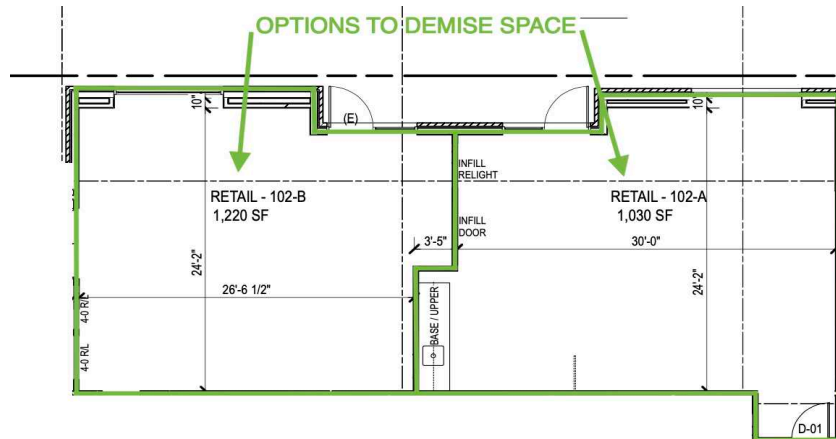 OPTIONS TO DEMISE SPACE
10"
(E)
10"
INFILL
RELIGHT
RETAIL - 102-B
1,220 SF
RETAIL - 102-A
1,030 SF
INFILL
DOOR
3'-5"
30'-0"
24'-2"
24'-2"
26'-6 1/2"
4-0 R/L
BASE / UPPER
4-0 R/L
D-01